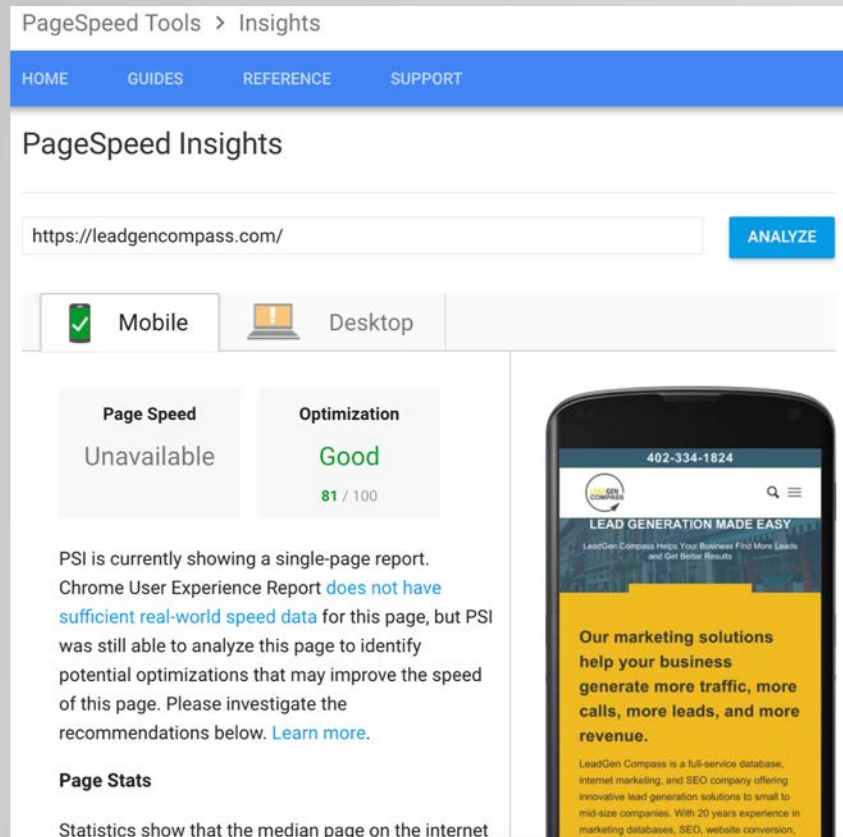 PageSpeed Tools > Insights
HOME GUIDES REFERENCE SUPPORT
PageSpeed Insights
https://leadgencompass.com/ ANALYZE
Mobile Desktop
Page Speed Optimization
Unavailable Good
81 / 100
PSI is currently showing a single-page report.
Chrome User Experience Report does not have
sufficient real-world speed data for this page, but PSI
was still able to analyze this page to identify
potential optimizations that may improve the speed
of this page. Please investigate the
recommendations below. Learn more.
Page Stats
Statistics show that the median page on the internet
402-334-1824
LEADGEN
COMPASS
LEAD GENERATION MADE EASY
LeadGen Compass Helps Your Business Find More Leads
and Get Better Results
Our marketing solutions
help your business
generate more traffic, more
calls, more leads, and more
revenue.
LeadGen Compass is a full-service database,
internet marketing, and SEO company offering
innovative lead generation solutions to small to
mid-size companies. With 20 years experience in
marketing databases, SEO, website conversion,